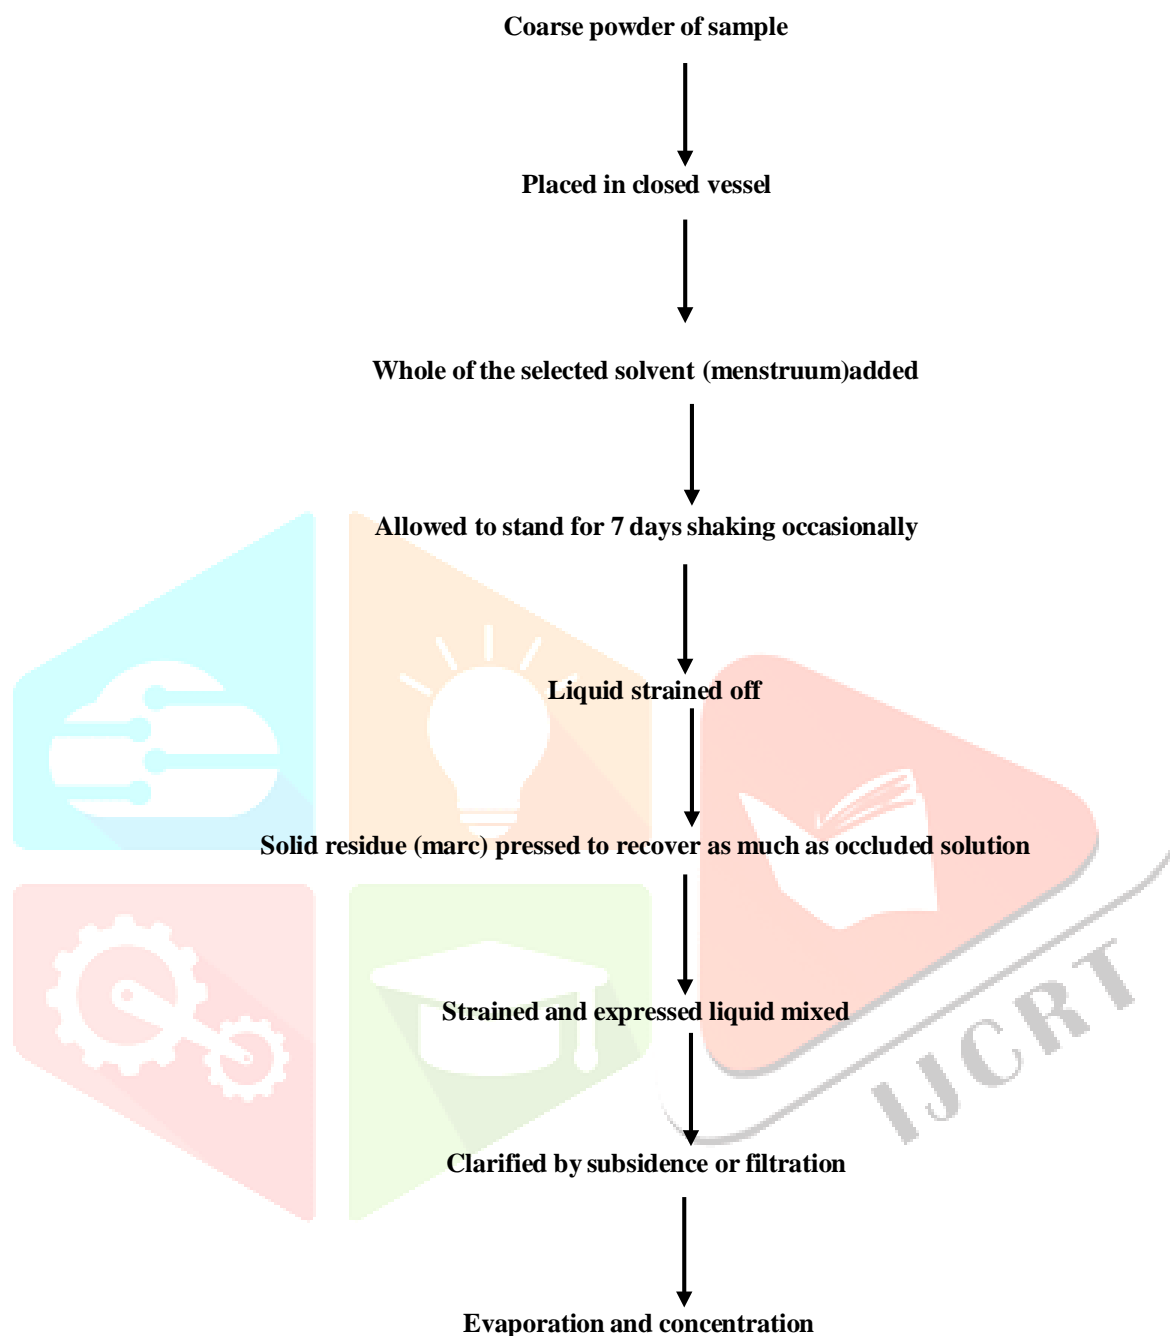 Coarse powder of sample
Placed in closed vessel
Whole of the selected solvent (menstruum)added
Allowed to stand for 7 days shaking occasionally
Liquid strained off
Solid residue (marc) pressed to recover as much as occluded solution
Strained and expressed liquid mixed
IJCRT
Clarified by subsidence or filtration
Evaporation and concentration